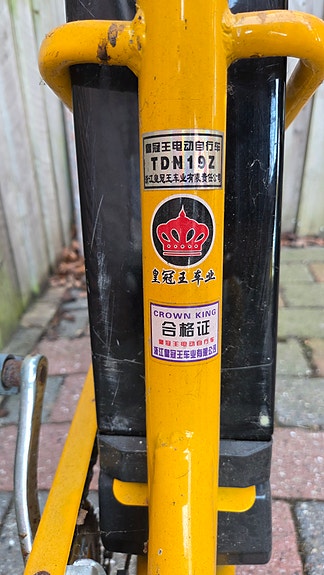 皇冠王电动自行车
TDN19Z
浙江皇冠王车业有限责任公司
皇冠王车业
CROWN KING
合格证
皇冠王电动自行车
浙江皇冠王车业有限公司